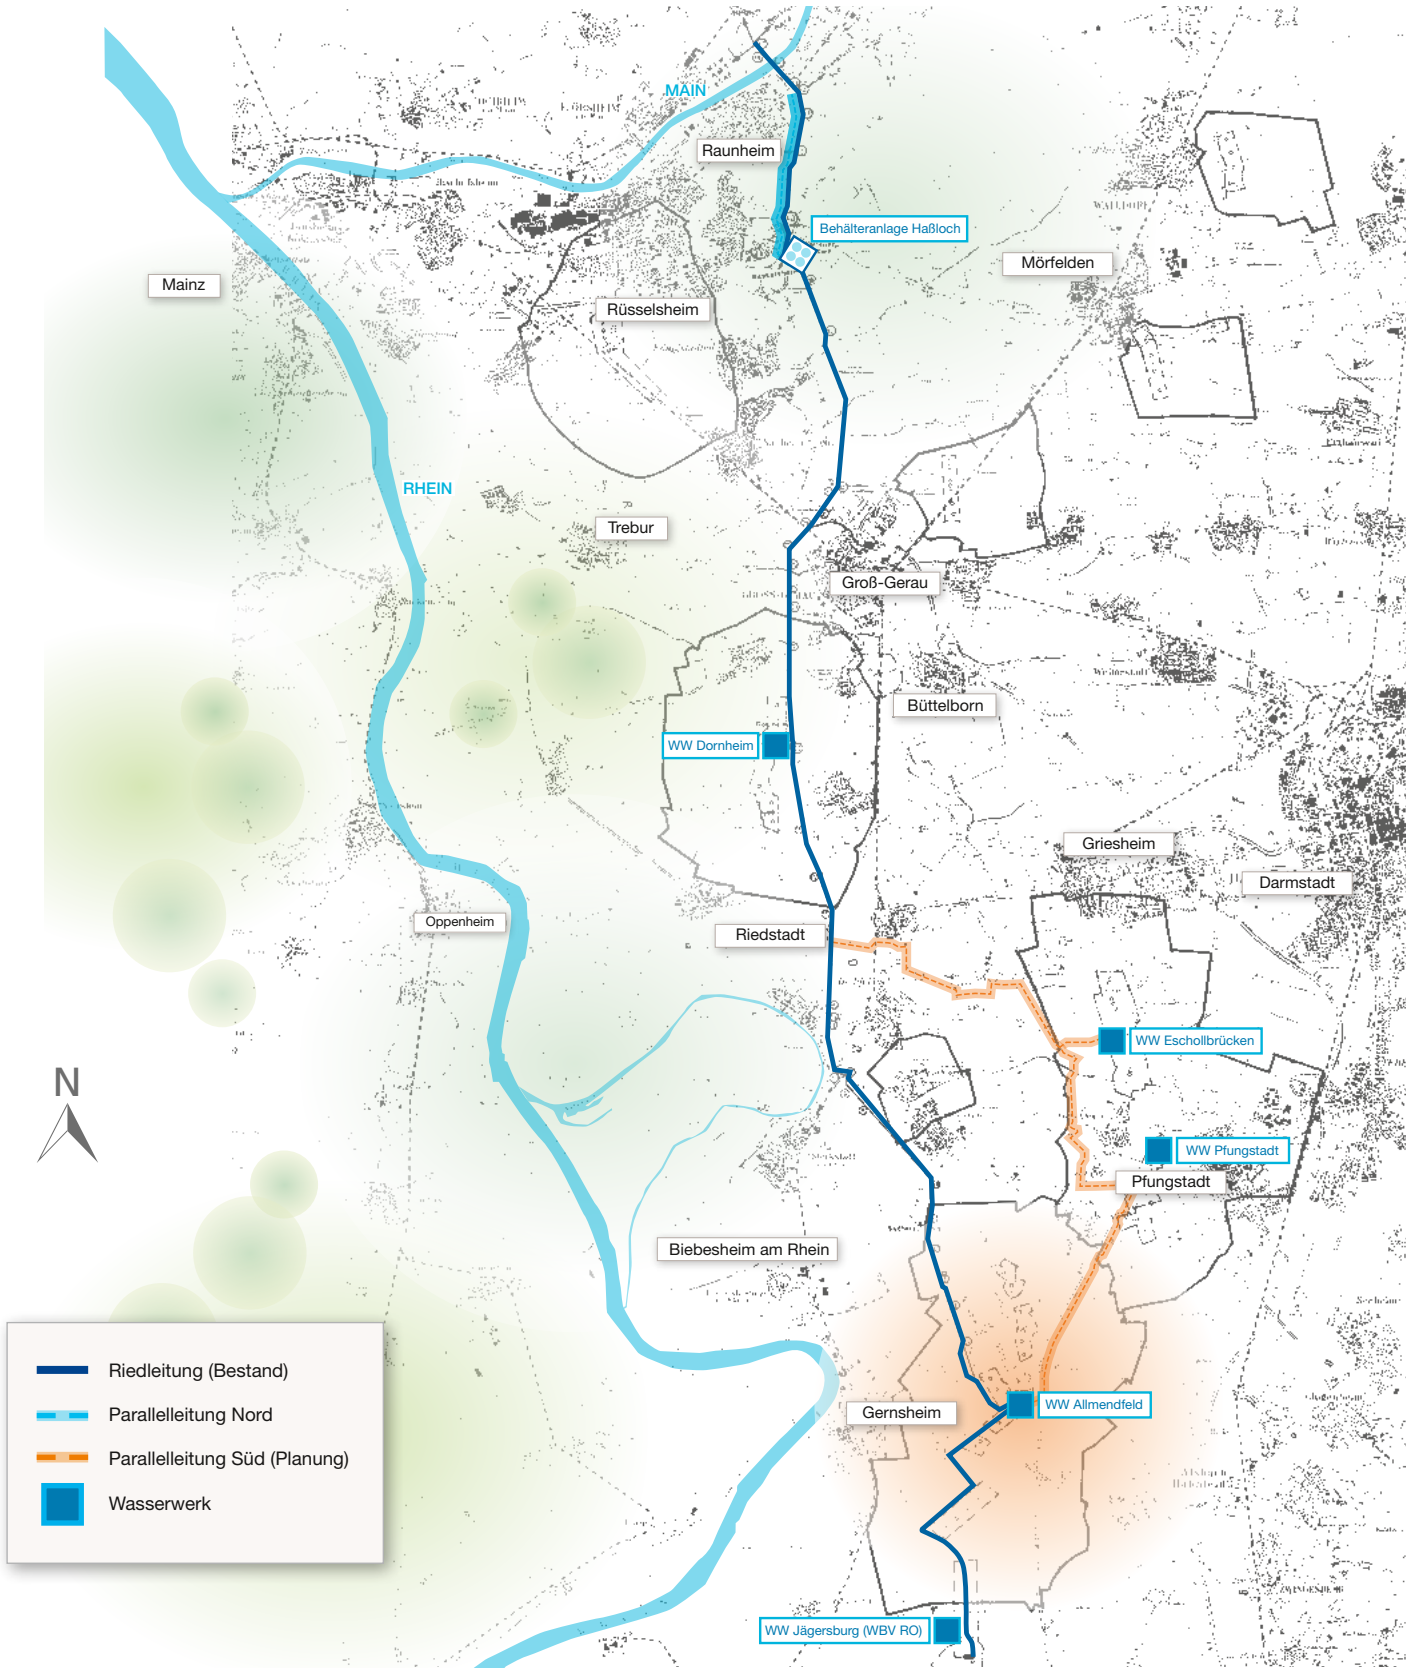 MAIN
Raunheim
Behälteranlage Haßloch
Mörfelden
Mainz
Rüsselsheim
RHEIN
Trebur
Groß-Gerau
Büttelborn
WW Dornheim
Griesheim
Darmstadt
Oppenheim
Riedstadt
WW Eschollbrücken
N
WW Pfungstadt
Pfungstadt
Biebesheim am Rhein
WW Allmendfeld
Gernsheim
Riedleitung (Bestand)
Parallelleitung Nord
Parallelleitung Süd (Planung)
Wasserwerk
WW Jägersburg (WBV RO)